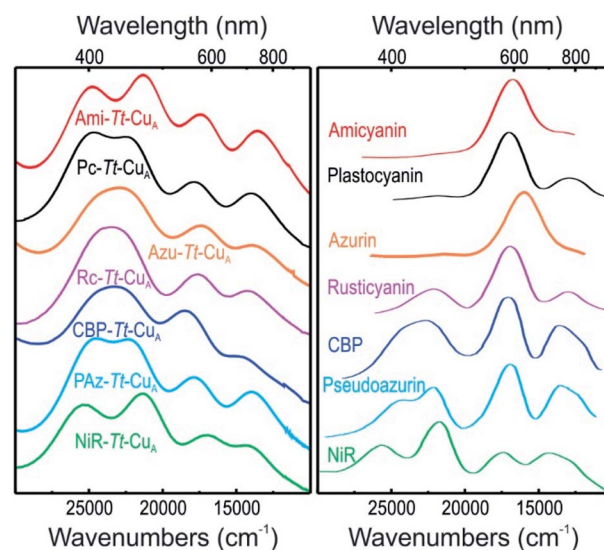 Wavelength (nm)
Wavelength (nm)
400
600
800
400
600
800
Ami-Tt-CuA
Pc-Tt-CuA
Azu-Tt-CuA
Rc-Tt-CuA
CBP-Tt-CuA
PAz-Tt-CuA
NiR-Tt-CuA
Amicyanin
Plastocyanin
Azurin
Rusticyanin
CBP
Pseudoazurin
NiR
25000
20000
15000
25000
20000
15000
Wavenumbers (cm⁻¹)
Wavenumbers (cm⁻¹)